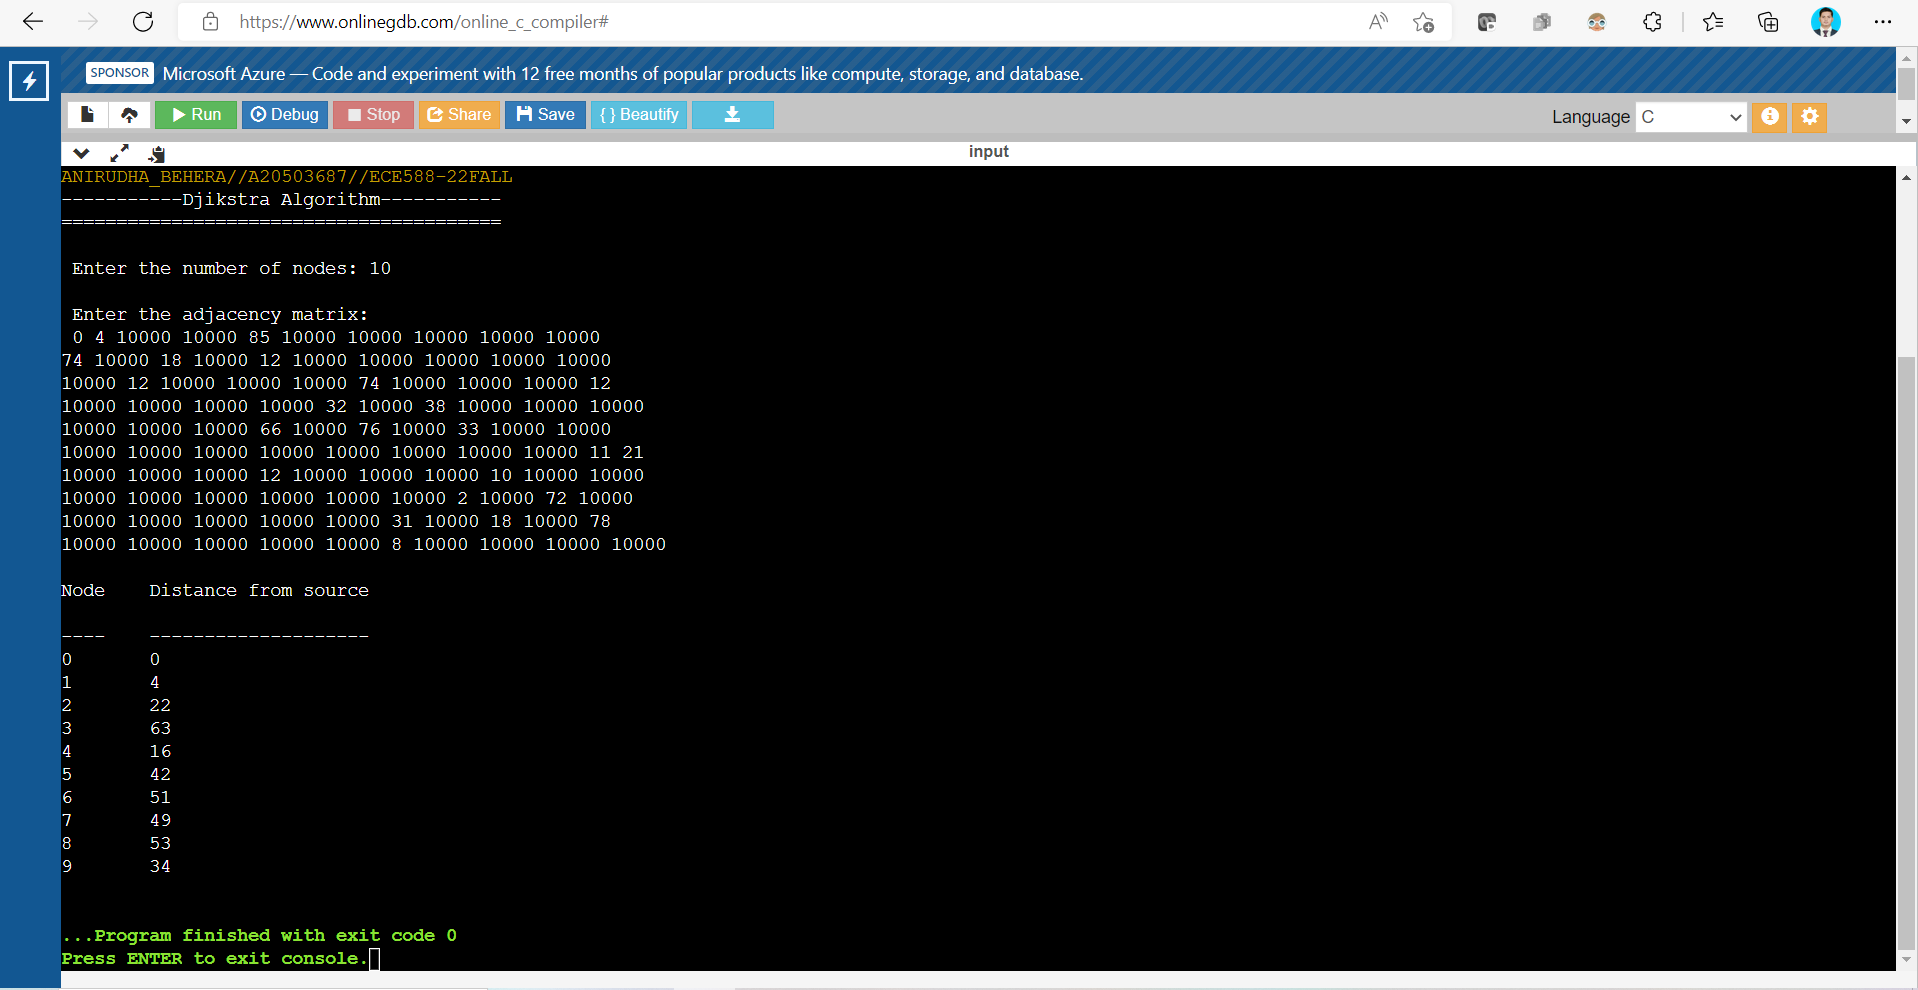 https://www.onlinegdb.com/online_c_compiler#
SPONSOR Microsoft Azure — Code and experiment with 12 free months of popular products like compute, storage, and database.
Run Debug Stop Share Save { } Beautify Language C
input
ANIRUDHA_BEHERA//A20503687//ECE588-22FALL
-----------Djikstra Algorithm-----------
========================================
Enter the number of nodes: 10
Enter the adjacency matrix:
0 4 10000 10000 85 10000 10000 10000 10000 10000
74 10000 18 10000 12 10000 10000 10000 10000 10000
10000 12 10000 10000 10000 74 10000 10000 10000 12
10000 10000 10000 10000 32 10000 38 10000 10000 10000
10000 10000 10000 66 10000 76 10000 33 10000 10000
10000 10000 10000 10000 10000 10000 10000 10000 11 21
10000 10000 10000 12 10000 10000 10000 10 10000 10000
10000 10000 10000 10000 10000 10000 2 10000 72 10000
10000 10000 10000 10000 10000 31 10000 18 10000 78
10000 10000 10000 10000 10000 8 10000 10000 10000 10000
Node Distance from source
---- --------------------
0 0
1 4
2 22
3 63
4 16
5 42
6 51
7 49
8 53
9 34
...Program finished with exit code 0
Press ENTER to exit console.